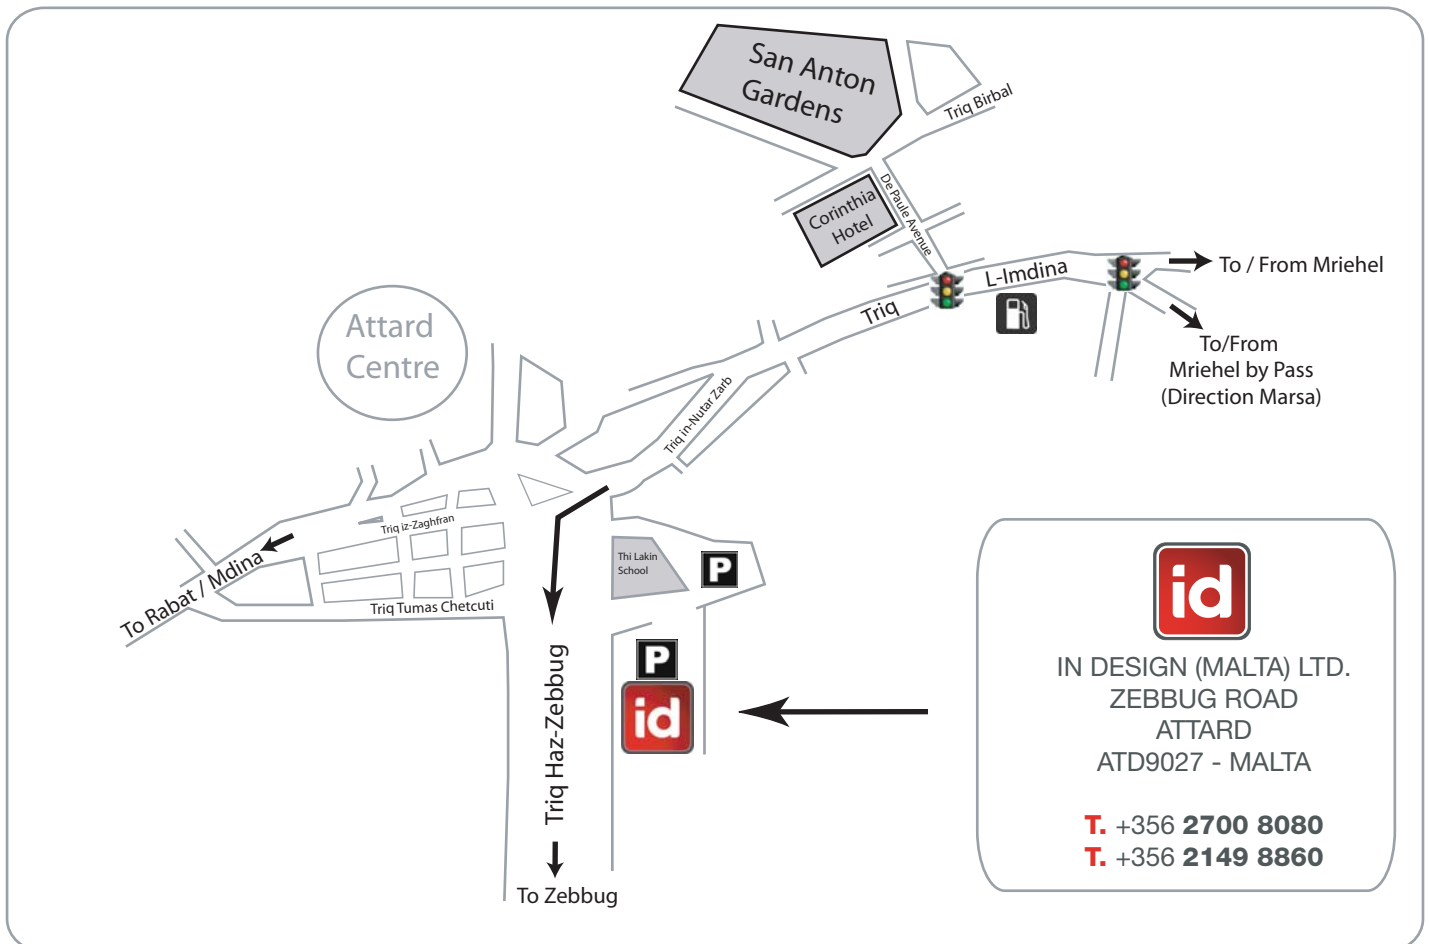 San Anton
Gardens
Triq Birbal
De Paule Avenue
Corinthia
Hotel
L-Imdina
To / From Mriehel
Triq
To/From
Mriehel by Pass
(Direction Marsa)
Attard
Centre
Triq in-Nutar Zarb
Triq iz-Zaghfran
To Rabat / Mdina
Triq Tumas Chetcuti
Thi Lakin
School
P
P
id
Triq Haz-Zebbug
To Zebbug
id
IN DESIGN (MALTA) LTD.
ZEBBUG ROAD
ATTARD
ATD9027 - MALTA
T. +356 2700 8080
T. +356 2149 8860